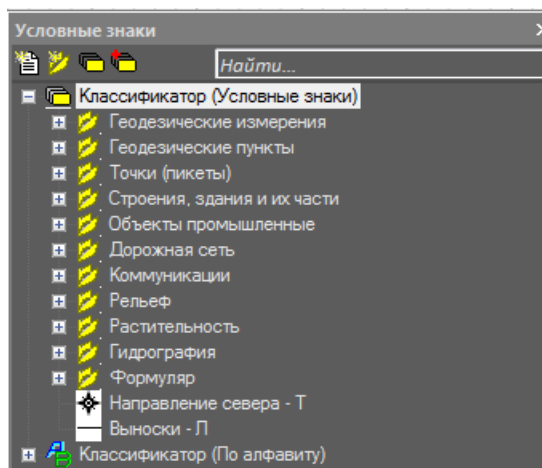 Условные знаки
Найти...
Классификатор (Условные знаки)
Геодезические измерения
Геодезические пункты
Точки (пикеты)
Строения, здания и их части
Объекты промышленные
Дорожная сеть
Коммуникации
Рельеф
Растительность
Гидрография
Формуляр
Направление севера - Т
Выноски - Л
Классификатор (По алфавиту)